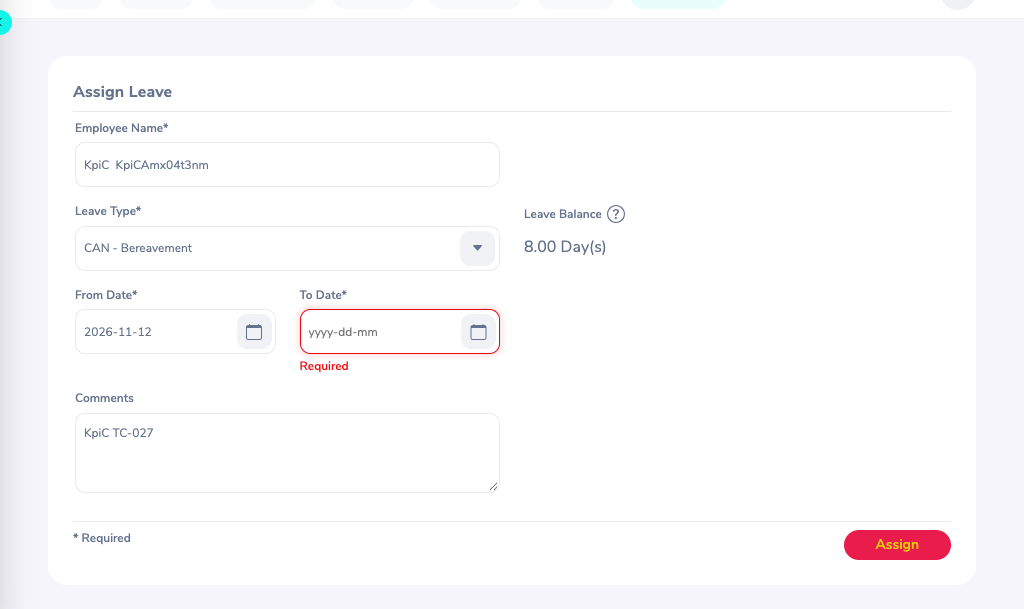 Assign Leave
Employee Name*
KpiC  KpiCAmx04t3nm
Leave Type*
Leave Balance ?
CAN - Bereavement
8.00 Day(s)
From Date*
To Date*
2026-11-12
yyyy-dd-mm
Required
Comments
KpiC TC-027
* Required
Assign